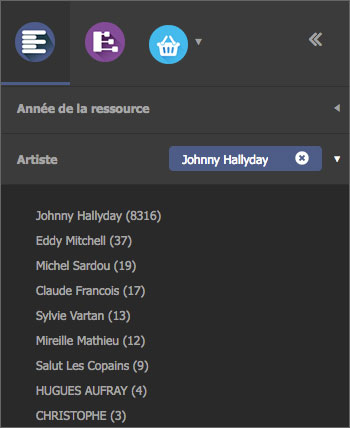 Année de la ressource
Artiste Johnny Hallyday
Johnny Hallyday (8316)
Eddy Mitchell (37)
Michel Sardou (19)
Claude Francois (17)
Sylvie Vartan (13)
Mireille Mathieu (12)
Salut Les Copains (9)
HUGUES AUFRAY (4)
CHRISTOPHE (3)